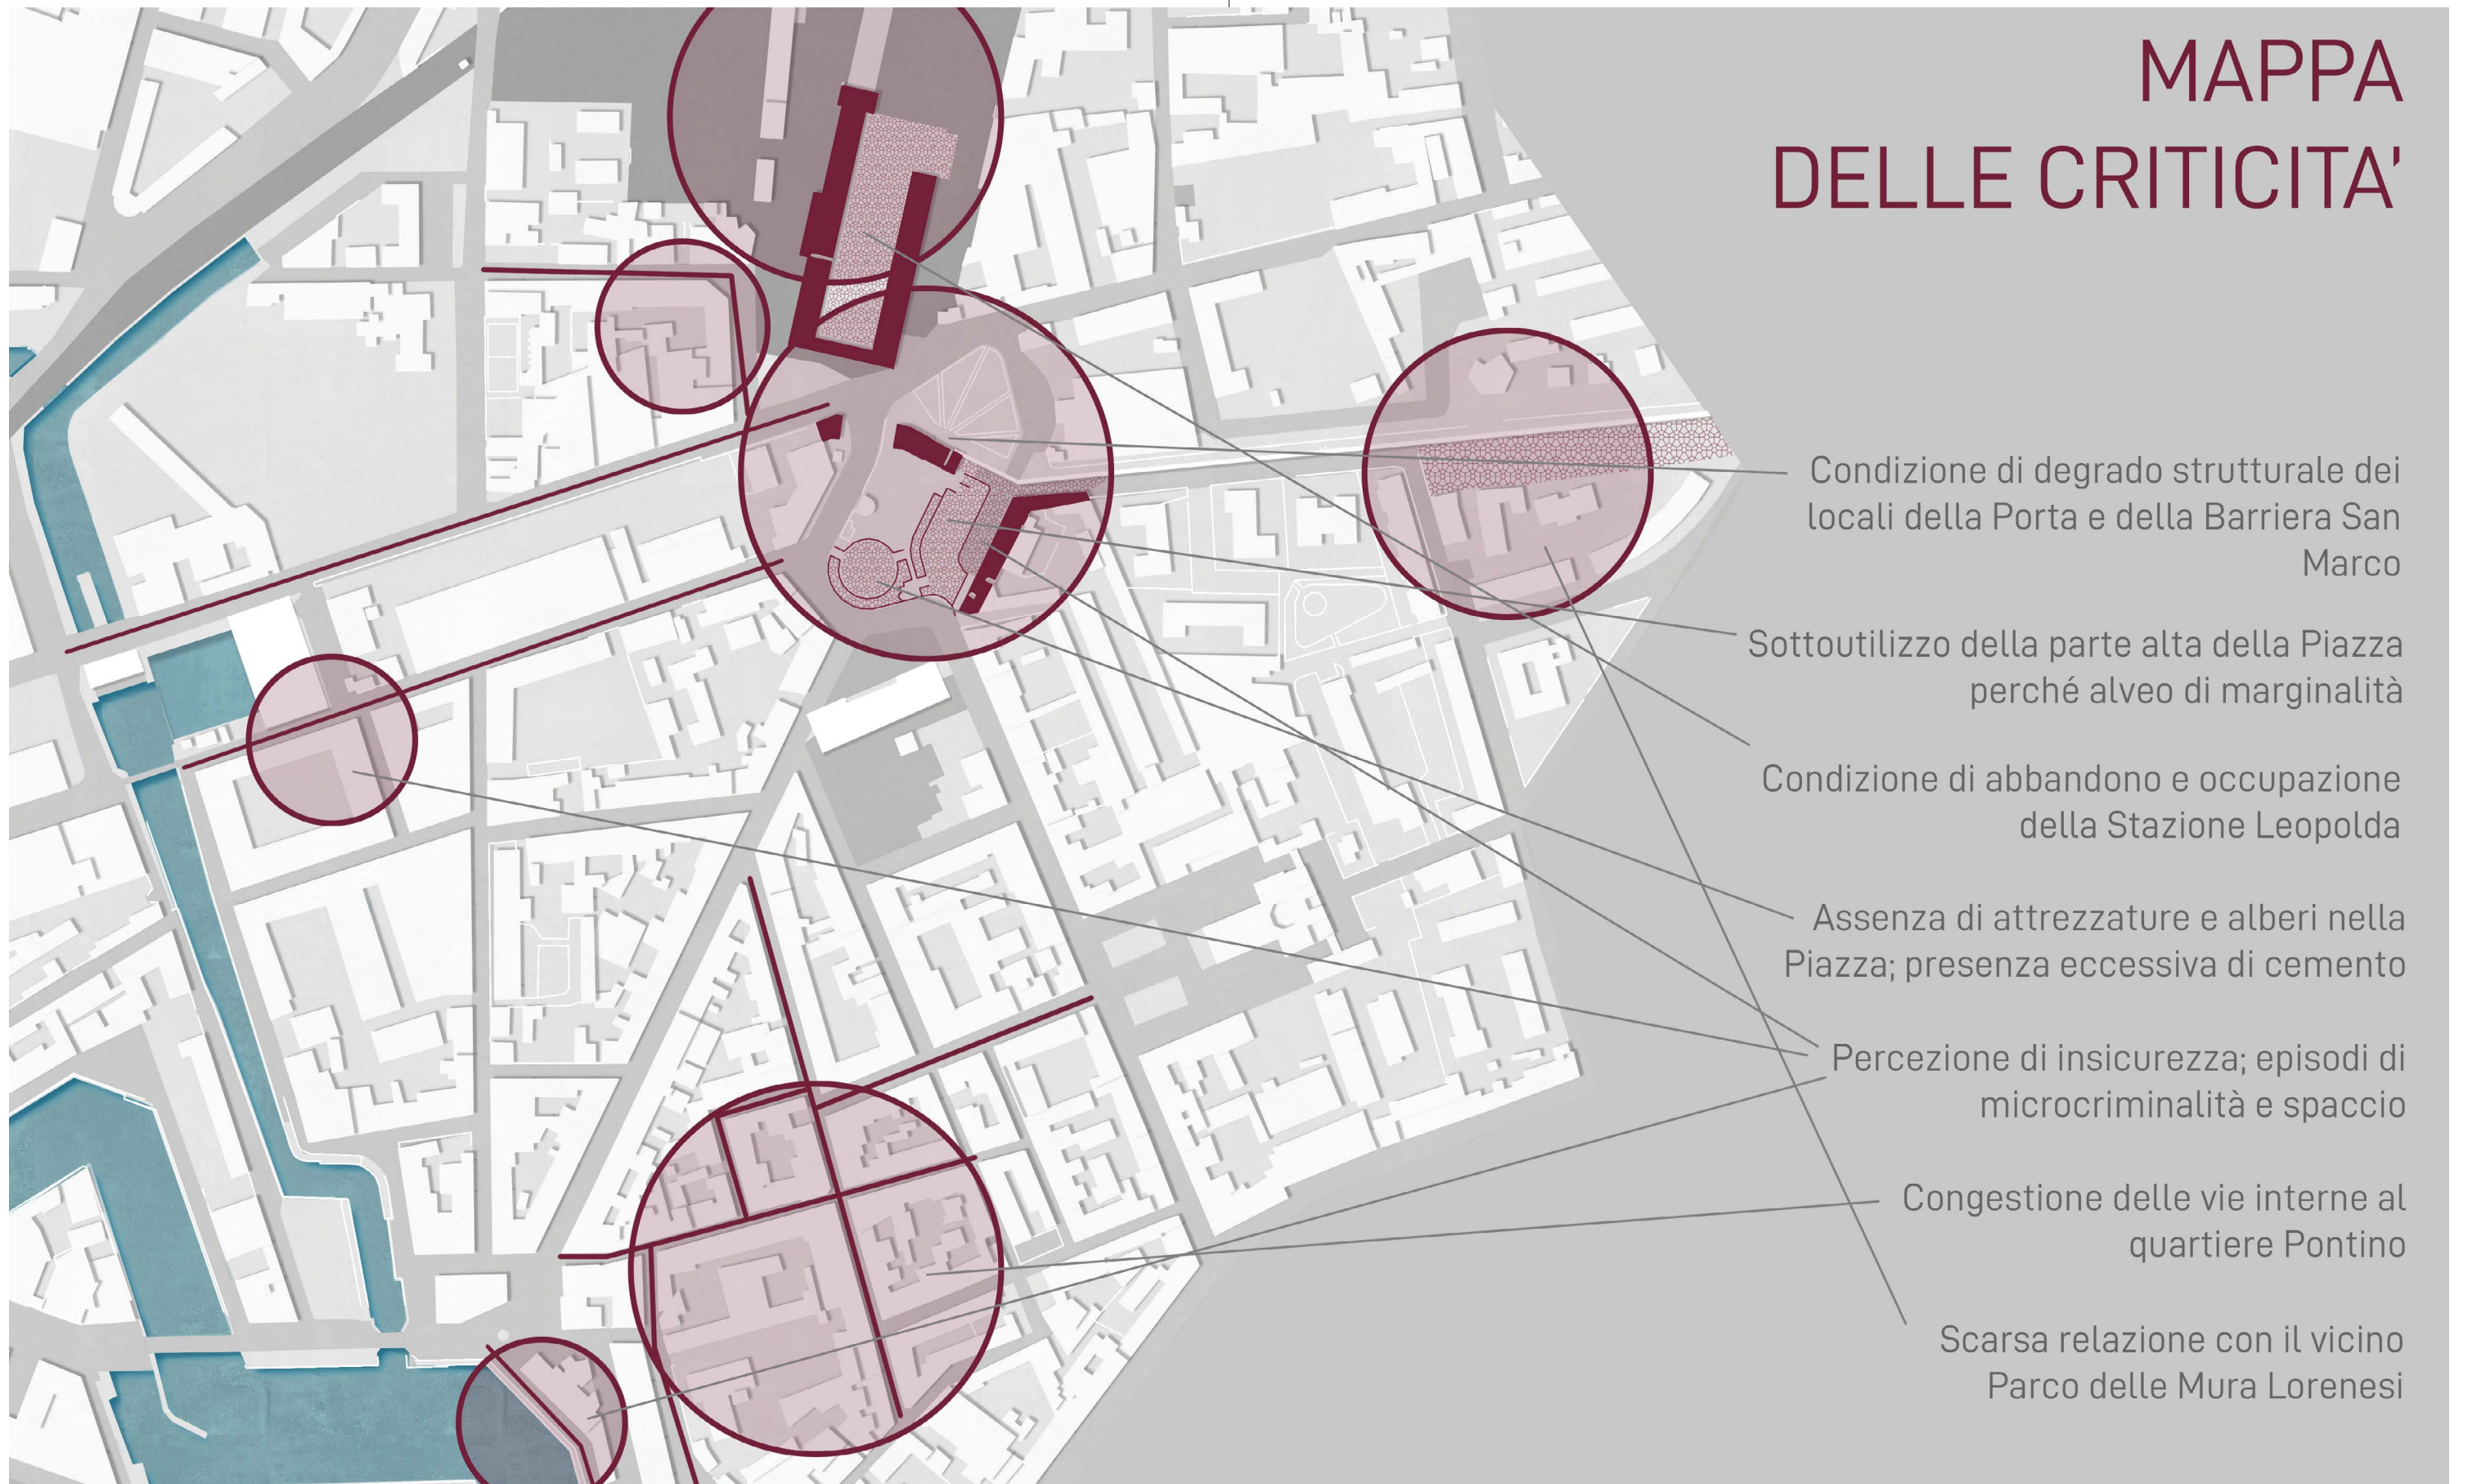 MAPPA
DELLE CRITICITA'
Condizione di degrado strutturale dei
locali della Porta e della Barriera San
Marco
Sottoutilizzo della parte alta della Piazza
perché alveo di marginalità
Condizione di abbandono e occupazione
della Stazione Leopolda
Assenza di attrezzature e alberi nella
Piazza; presenza eccessiva di cemento
Percezione di insicurezza; episodi di
microcriminalità e spaccio
Congestione delle vie interne al
quartiere Pontino
Scarsa relazione con il vicino
Parco delle Mura Lorenesi